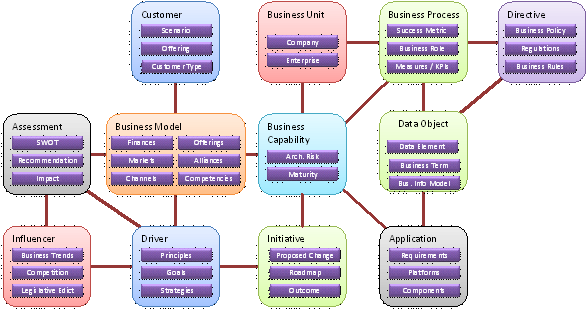 Customer
Scenario
Offering
Customer Type
Business Unit
Company
Enterprise
Business Process
Success Metric
Business Role
Measures / KPIs
Directive
Business Policy
Regulations
Business Rules
Assessment
SWOT
Recommendation
Impact
Business Model
Finances
Offerings
Markets
Alliances
Channels
Competencies
Business
Capability
Arch. Risk
Maturity
Data Object
Data Element
Business Term
Bus. Info Model
Influencer
Business Trends
Competition
Legislative Edict
Driver
Principles
Goals
Strategies
Initiative
Proposed Change
Roadmap
Outcome
Application
Requirements
Platforms
Components